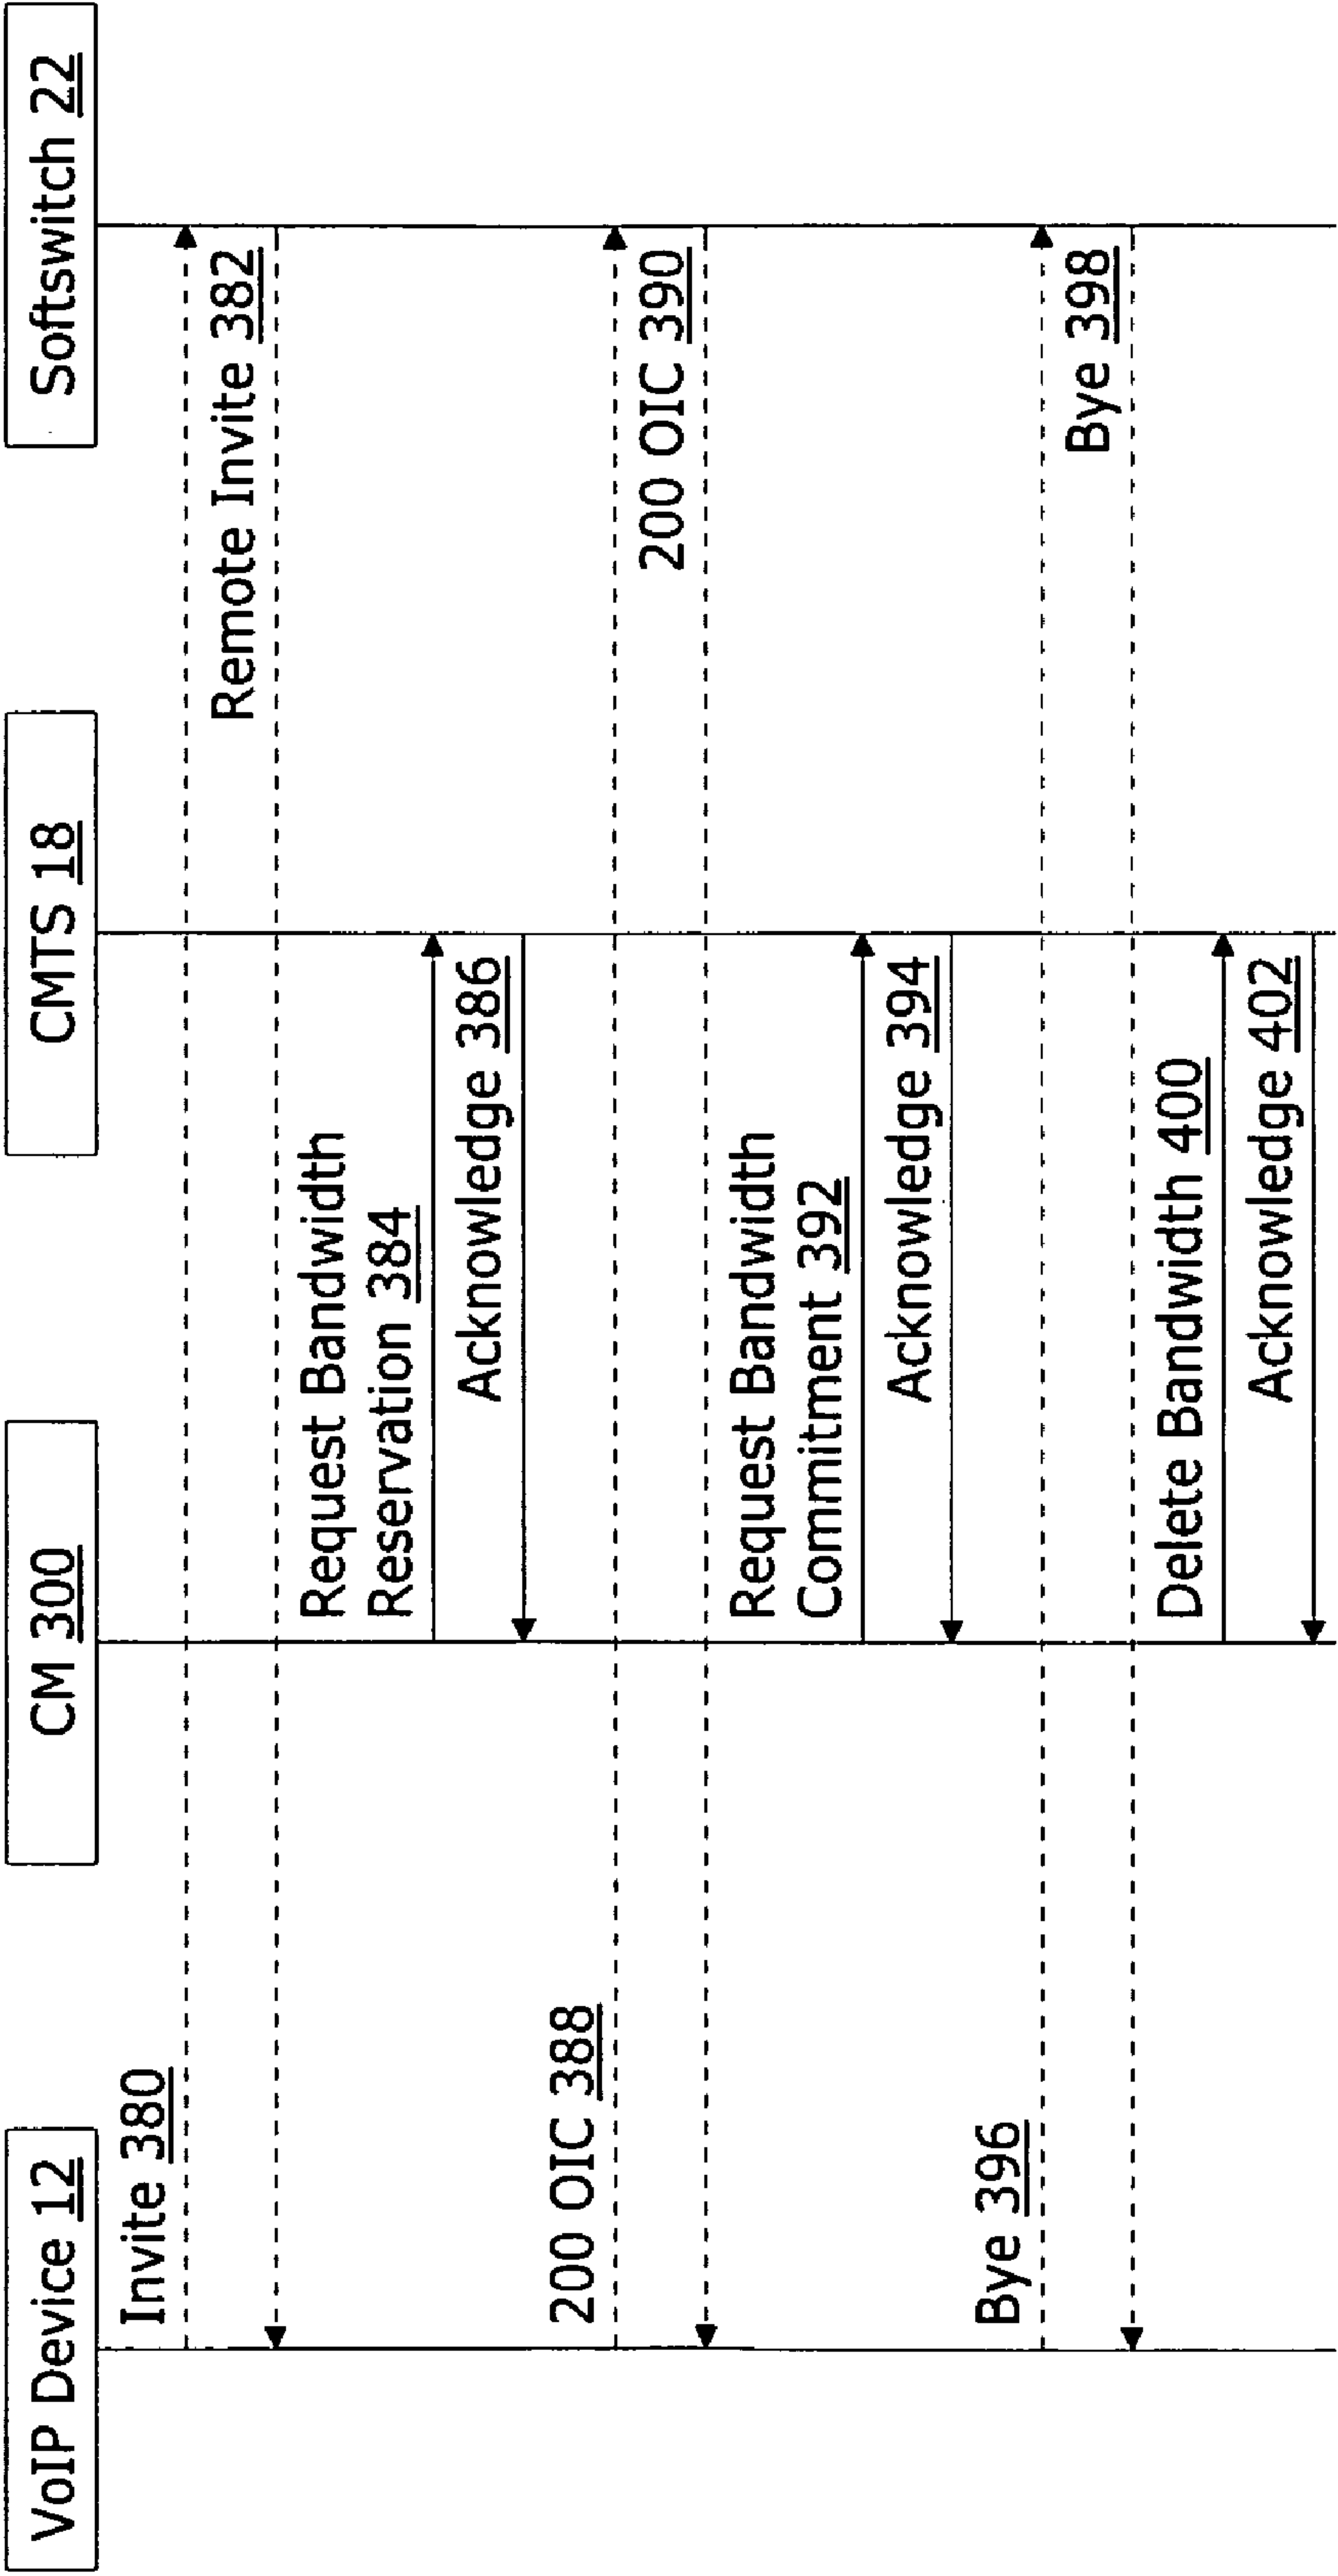 VoIP Device 12
CM 300
CMTS 18
Softswitch 22
Invite 380
Remote Invite 382
Request Bandwidth
Reservation 384
Acknowledge 386
200 OIC 388
200 OIC 390
Request Bandwidth
Commitment 392
Acknowledge 394
Bye 396
Bye 398
Delete Bandwidth 400
Acknowledge 402